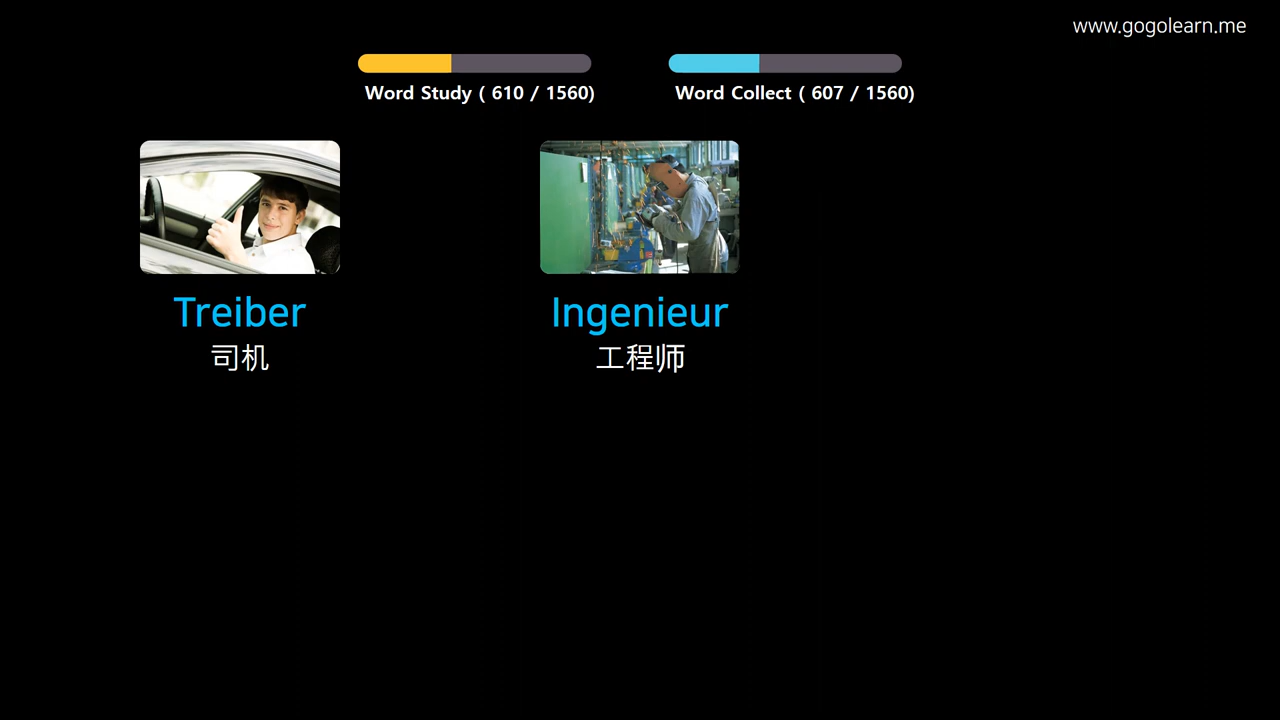 www.gogolearn.me
Word Study ( 610 / 1560)
Word Collect ( 607 / 1560)
Treiber
Ingenieur
司机
工程师